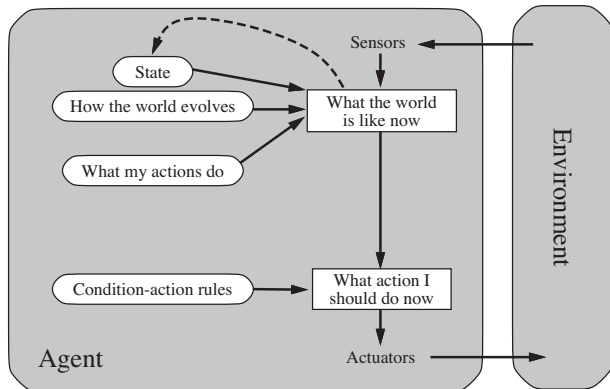 Sensors
State
How the world evolves
What the world
is like now
What my actions do
Environment
Condition-action rules
What action I
should do now
Agent
Actuators